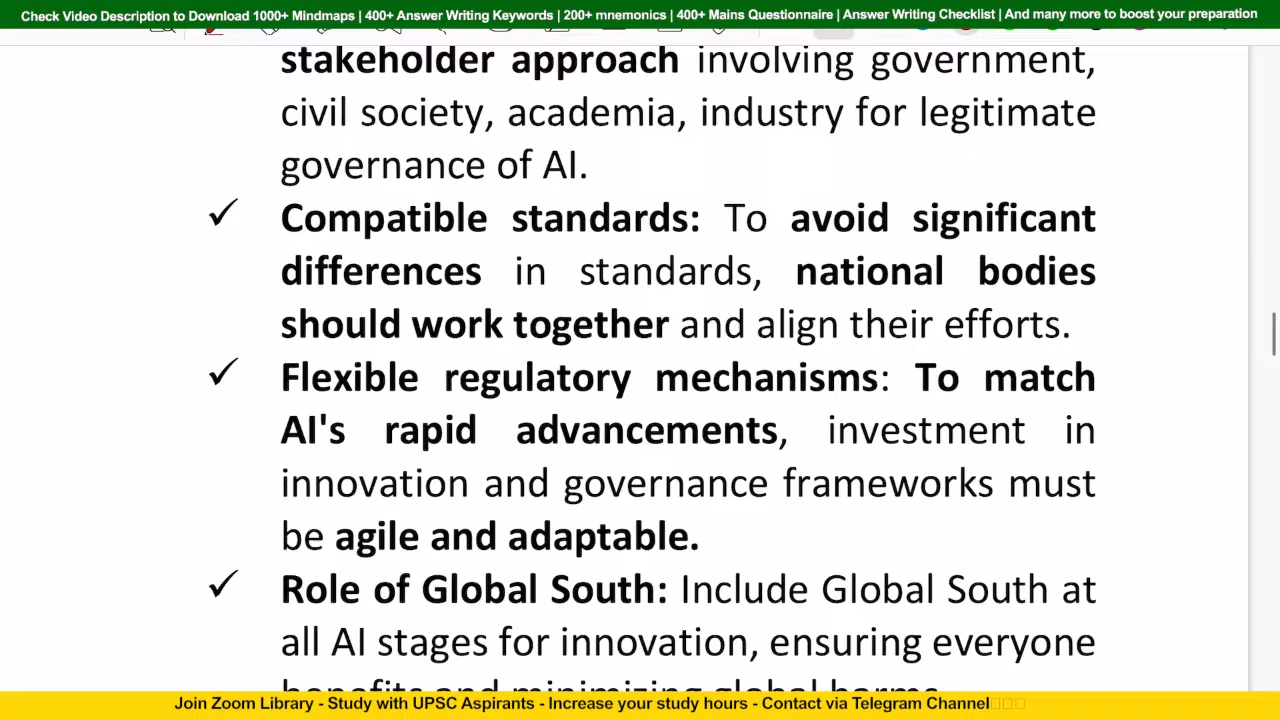 Check Video Description to Download 1000+ Mindmaps | 400+ Answer Writing Keywords | 200+ mnemonics | 400+ Mains Questionnaire | Answer Writing Checklist | And many more to boost your preparation
stakeholder approach involving government,
civil society, academia, industry for legitimate
governance of AI.
✓ Compatible standards: To avoid significant
differences in standards, national bodies
should work together and align their efforts.
✓ Flexible regulatory mechanisms: To match
AI's rapid advancements, investment in
innovation and governance frameworks must
be agile and adaptable.
✓ Role of Global South: Include Global South at
all AI stages for innovation, ensuring everyone
benefits and minimizing global harms
Join Zoom Library - Study with UPSC Aspirants - Increase your study hours - Contact via Telegram Channel